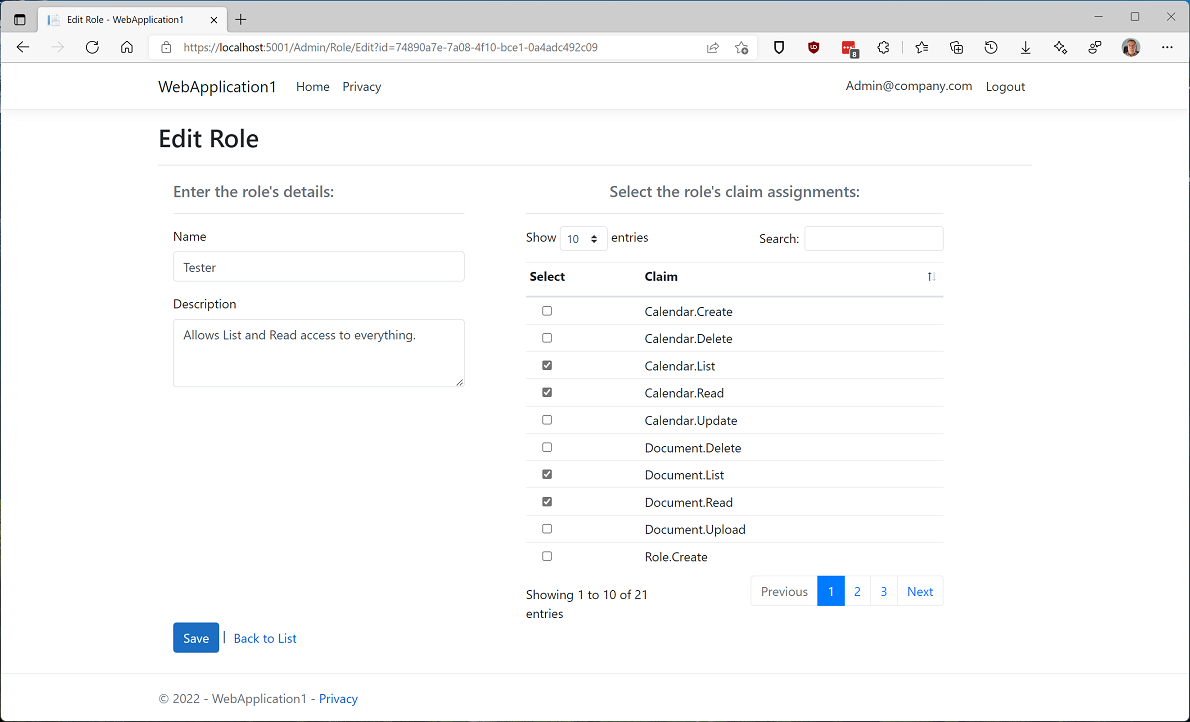 Edit Role - WebApplication1
https://localhost:5001/Admin/Role/Edit?id=74890a7e-7a08-4f10-bce1-0a4adc492c09
8
WebApplication1 Home Privacy Admin@company.com Logout
Edit Role
Enter the role's details:
Name
Tester
Description
Allows List and Read access to everything.
Select the role's claim assignments:
Show 10 entries Search:
Select Claim
Calendar.Create
Calendar.Delete
Calendar.List
Calendar.Read
Calendar.Update
Document.Delete
Document.List
Document.Read
Document.Upload
Role.Create
Showing 1 to 10 of 21
entries
Previous 1 2 3 Next
Save | Back to List
© 2022 - WebApplication1 - Privacy